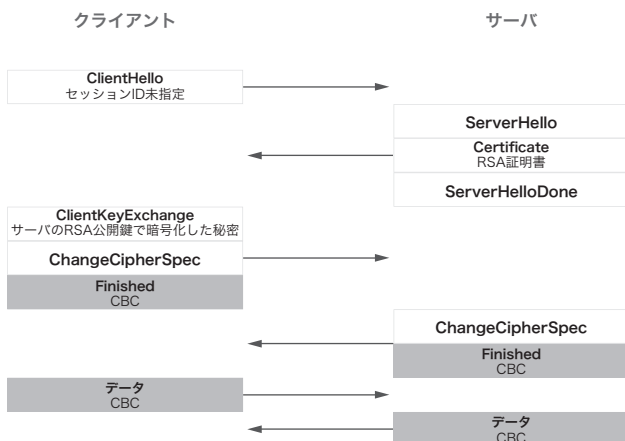 クライアント
サーバ
ClientHello
セッションID未指定
ServerHello
Certificate
RSA証明書
ServerHelloDone
ClientKeyExchange
サーバのRSA公開鍵で暗号化した秘密
ChangeCipherSpec
Finished
CBC
ChangeCipherSpec
Finished
CBC
データ
CBC
データ
CBC